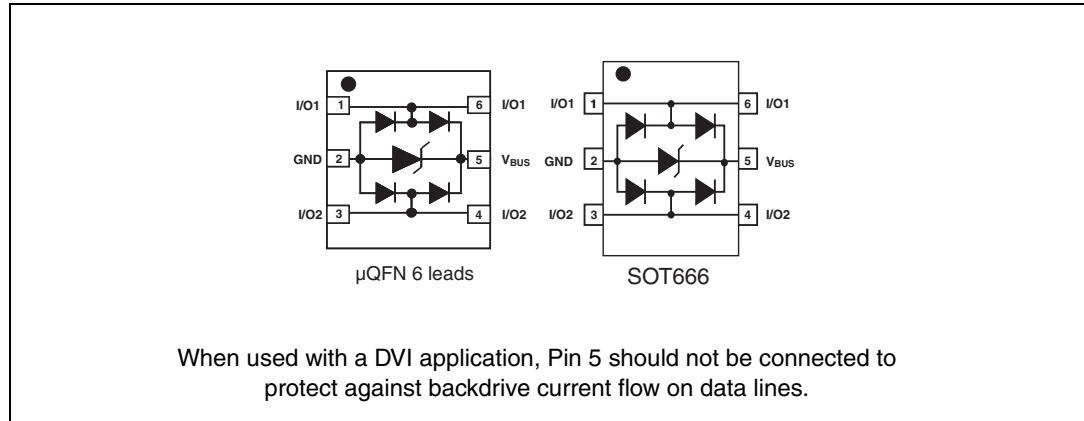 I/O1 1 6 I/O1
GND 2 5 VBUS
I/O2 3 4 I/O2
µQFN 6 leads
I/O1 1 6 I/O1
GND 2 5 VBUS
I/O2 3 4 I/O2
SOT666
When used with a DVI application, Pin 5 should not be connected to
protect against backdrive current flow on data lines.